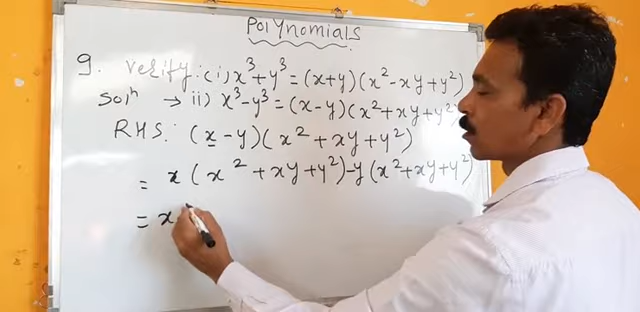 PolYnomials
9. Verify: (i) x³+y³ = (x+y)(x²-xy+y²)
Solⁿ → ii) x³-y³ = (x-y)(x²+xy+y²)
RHS: (x-y)(x²+xy+y²)
= x(x²+xy+y²)-y(x²+xy+y²)
= x